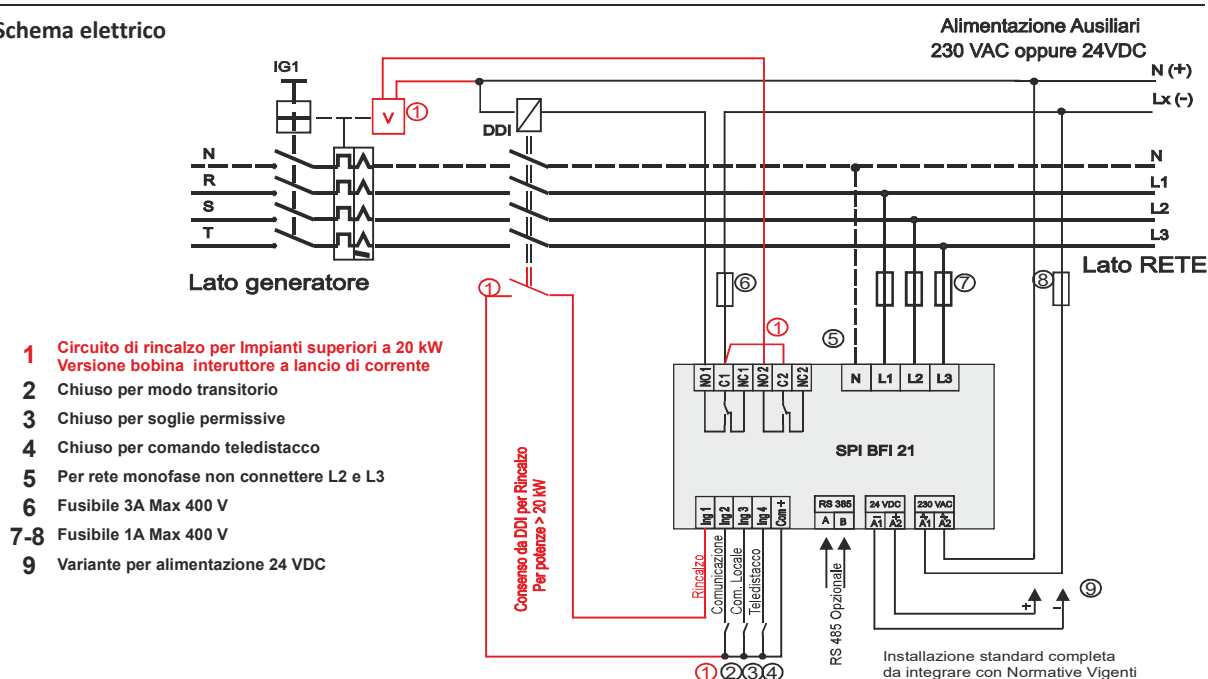 Schema elettrico
Alimentazione Ausiliari
230 VAC oppure 24VDC
N (+)
Lx (-)
IG1
V
1
DDI
N
R
S
T
N
L1
L2
L3
Lato generatore
Lato RETE
1
6
7
8
1
5
1 Circuito di rincalzo per Impianti superiori a 20 kW
Versione bobina interuttore a lancio di corrente
2 Chiuso per modo transitorio
3 Chiuso per soglie permissive
4 Chiuso per comando teledistacco
5 Per rete monofase non connettere L2 e L3
6 Fusibile 3A Max 400 V
7-8 Fusibile 1A Max 400 V
9 Variante per alimentazione 24 VDC
NO1
C1
NC1
NO2
C2
NC2
N L1 L2 L3
SPI BFI 21
Consenso da DDI per Rincalzo
Per potenze > 20 kW
Ing 1
Ing 2
Ing 3
Ing 4
Com +
RS 385
A B
24 VDC
- +
A1 A2
230 VAC
A1 A2
Rincalzo
Comunicazione
Com. Locale
Teledistacco
RS 485 Opzionale
+ -
9
1 2 3 4
Installazione standard completa
da integrare con Normative Vigenti